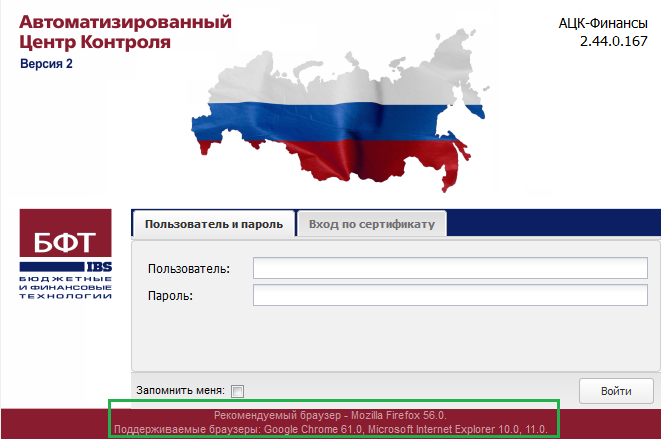 Автоматизированный
Центр Контроля
Версия 2
АЦК-Финансы
2.44.0.167
БФТ
IBS
БЮДЖЕТНЫЕ
И ФИНАНСОВЫЕ
ТЕХНОЛОГИИ
Пользователь и пароль
Вход по сертификату
Пользователь:
Пароль:
Запомнить меня:
Войти
Рекомендуемый браузер - Mozilla Firefox 56.0.
Поддерживаемые браузеры: Google Chrome 61.0, Microsoft Internet Explorer 10.0, 11.0.